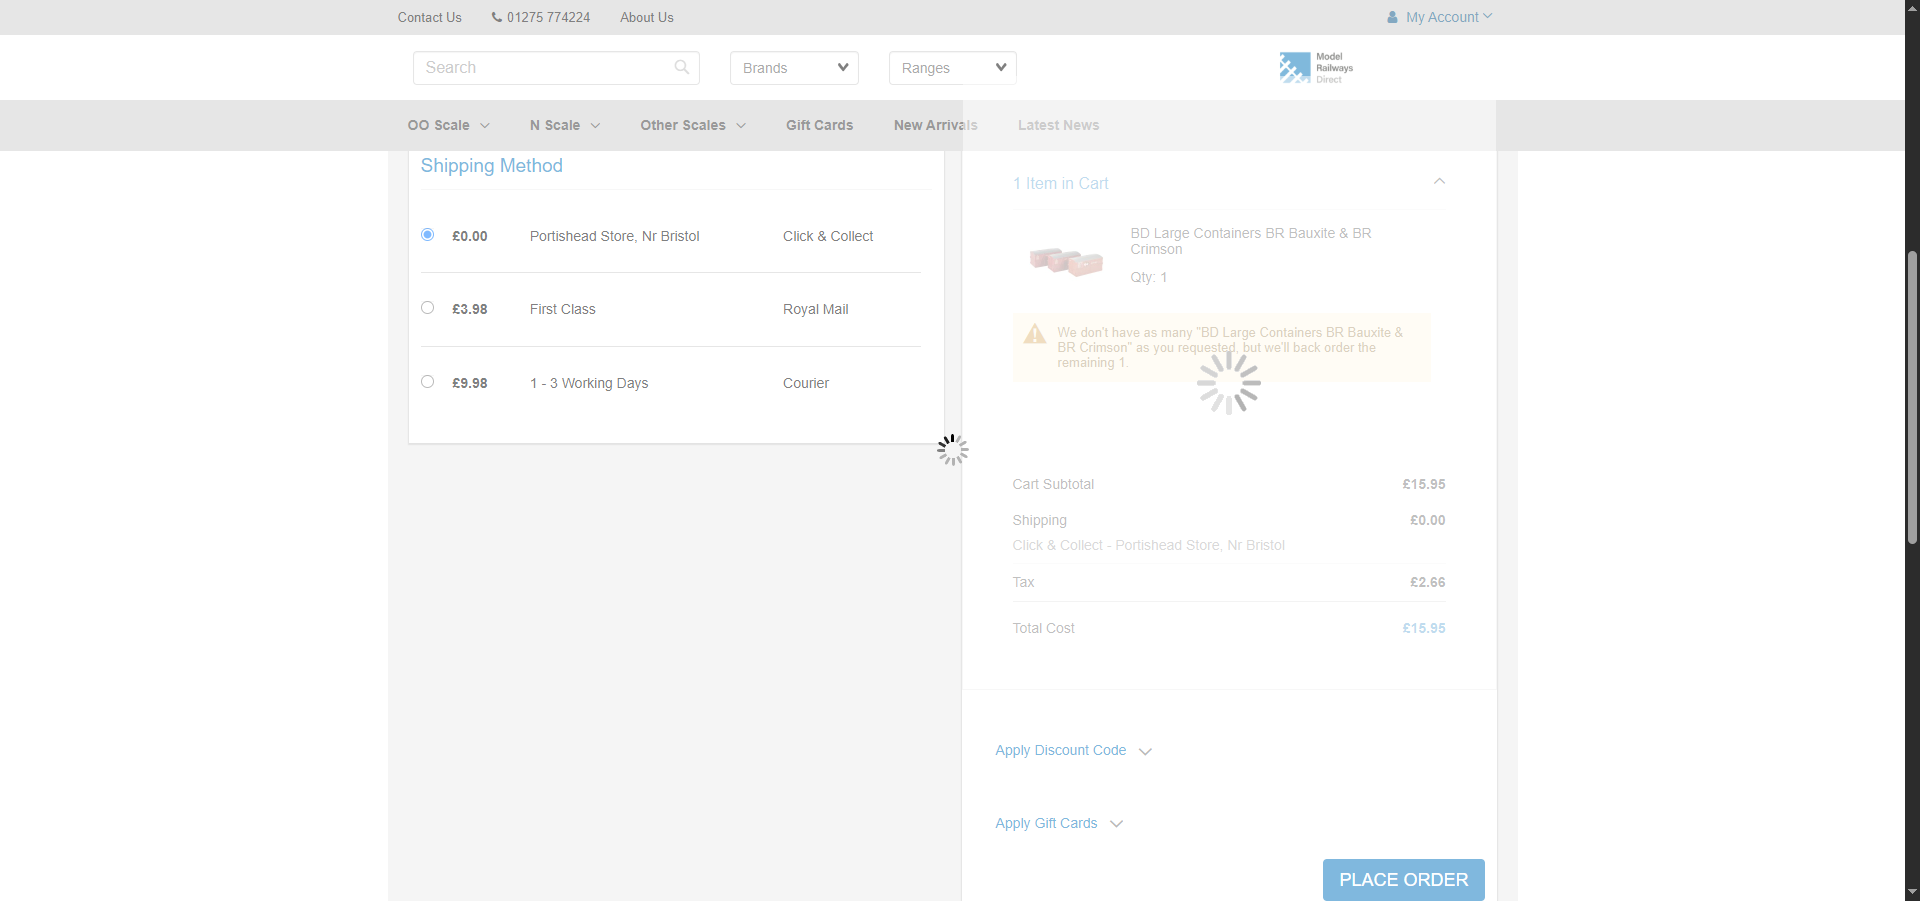 Contact Us
01275 774224
About Us
My Account
Search
Brands
Ranges
Model
Railways
Direct
OO Scale
N Scale
Other Scales
Gift Cards
New Arrivals
Latest News
Shipping Method
£0.00 Portishead Store, Nr Bristol Click & Collect
£3.98 First Class Royal Mail
£9.98 1 - 3 Working Days Courier
1 Item in Cart
BD Large Containers BR Bauxite & BR
Crimson
Qty: 1
We don't have as many "BD Large Containers BR Bauxite &
BR Crimson" as you requested, but we'll back order the
remaining 1.
Cart Subtotal £15.95
Shipping £0.00
Click & Collect - Portishead Store, Nr Bristol
Tax £2.66
Total Cost £15.95
Apply Discount Code
Apply Gift Cards
PLACE ORDER